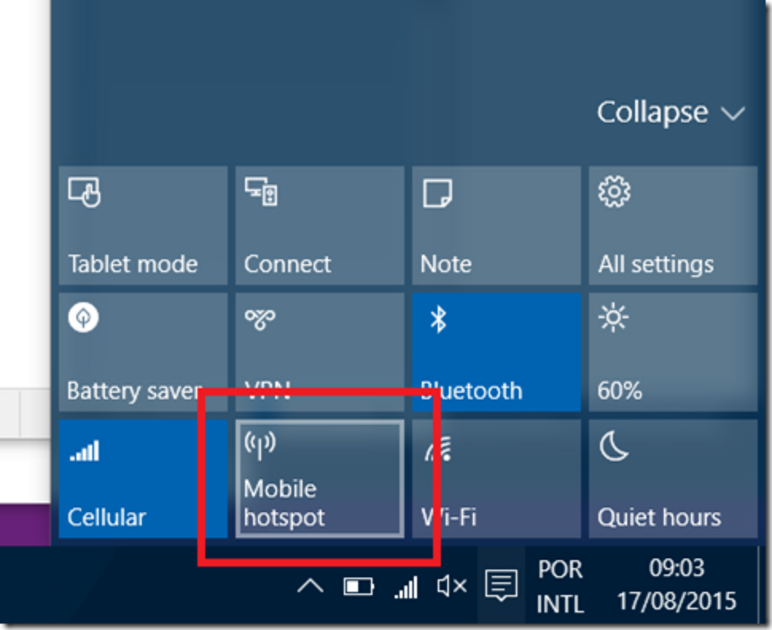 Collapse
Tablet mode
Connect
Note
All settings
Battery saver
VPN
Bluetooth
60%
Cellular
Mobile
hotspot
Wi-Fi
Quiet hours
POR
INTL
09:03
17/08/2015